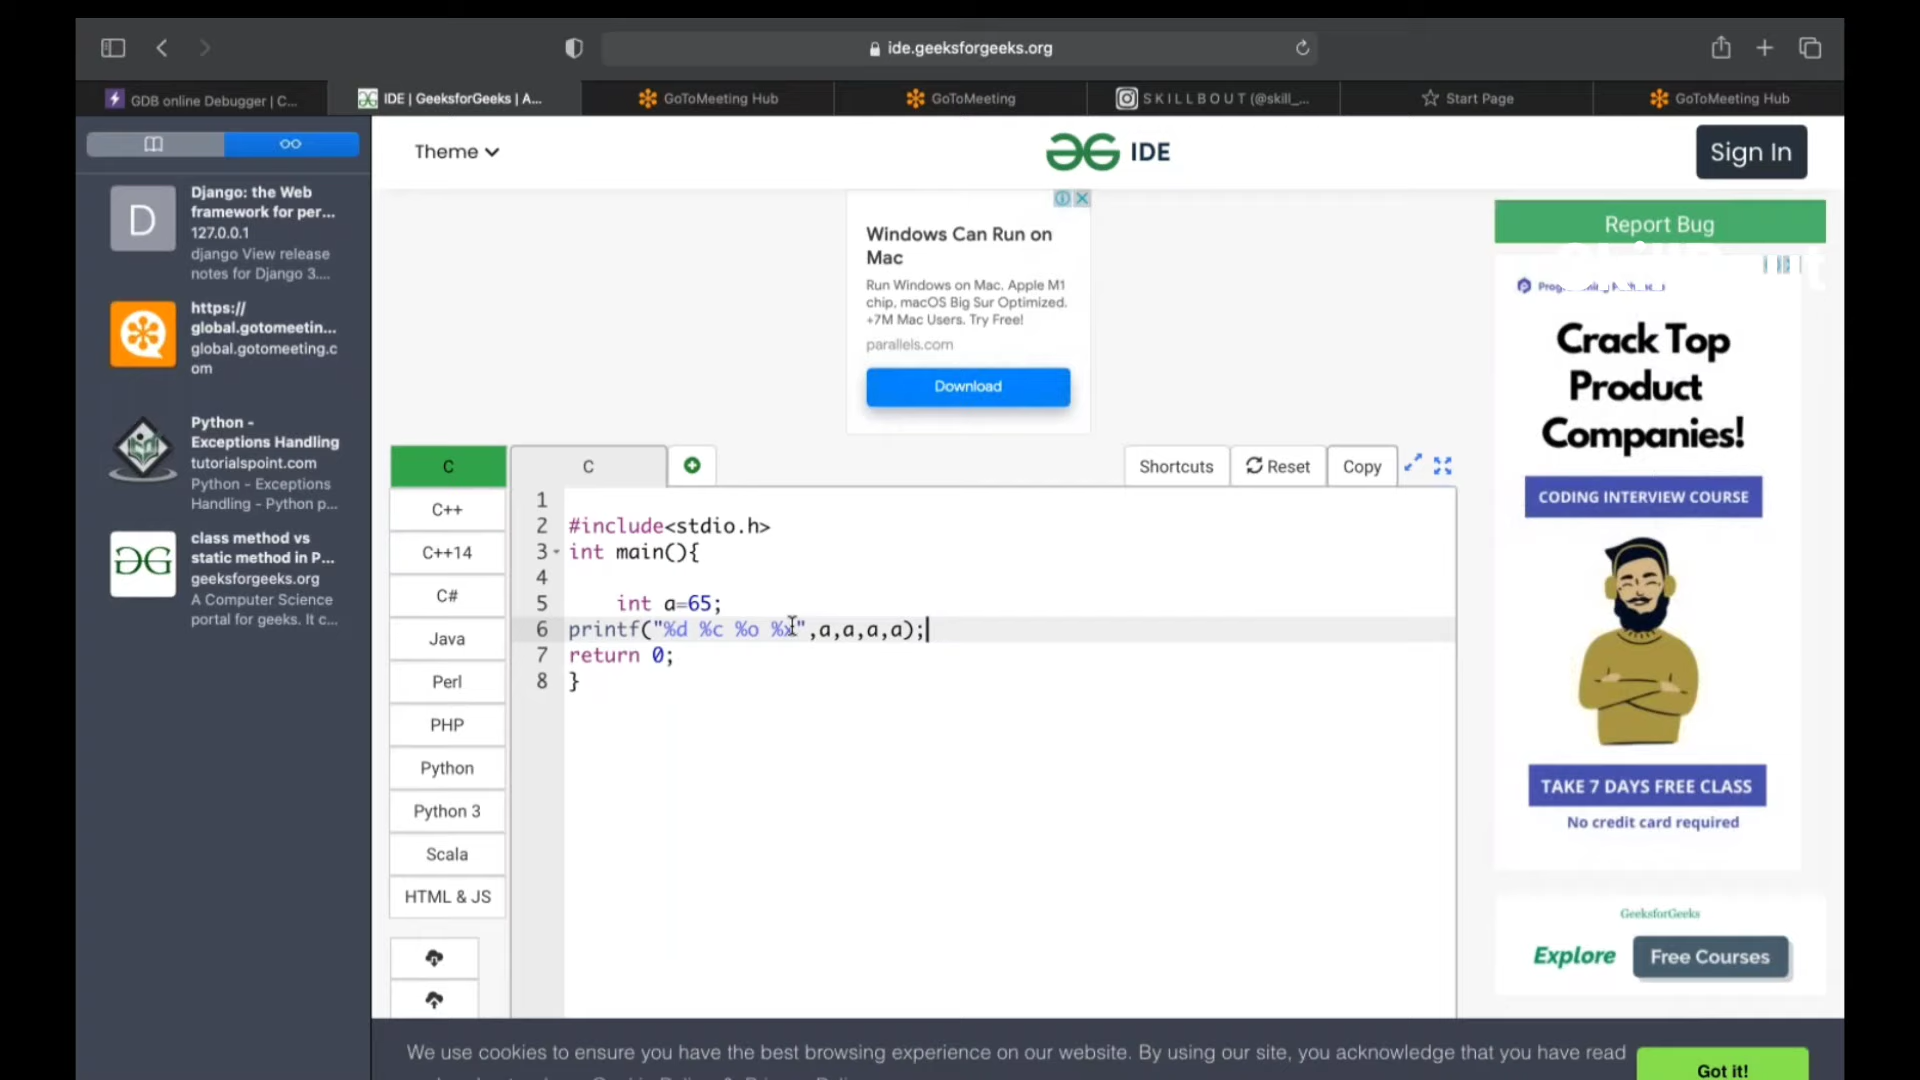 ide.geeksforgeeks.org
GDB online Debugger | C...
IDE | GeeksforGeeks | A...
GoToMeeting Hub
GoToMeeting
S K I L L B O U T (@skill_...
Start Page
GoToMeeting Hub
Theme
IDE
Sign In
D
Django: the Web
framework for per...
127.0.0.1
django View release
notes for Django 3....
https://
global.gotomeetin...
global.gotomeeting.c
om
Python -
Exceptions Handling
tutorialspoint.com
Python - Exceptions
Handling - Python p...
class method vs
static method in P...
geeksforgeeks.org
A Computer Science
portal for geeks. It c...
Windows Can Run on
Mac
Run Windows on Mac. Apple M1
chip, macOS Big Sur Optimized.
+7M Mac Users. Try Free!
parallels.com
Download
Report Bug
Crack Top
Product
Companies!
CODING INTERVIEW COURSE
TAKE 7 DAYS FREE CLASS
No credit card required
GeeksforGeeks
Explore
Free Courses
C
C++
C++14
C#
Java
Perl
PHP
Python
Python 3
Scala
HTML & JS
C
Shortcuts
Reset
Copy
1
2 #include<stdio.h>
3 int main(){
4
5 int a=65;
6 printf("%d %c %o %x",a,a,a,a);
7 return 0;
8 }
We use cookies to ensure you have the best browsing experience on our website. By using our site, you acknowledge that you have read
Got it!